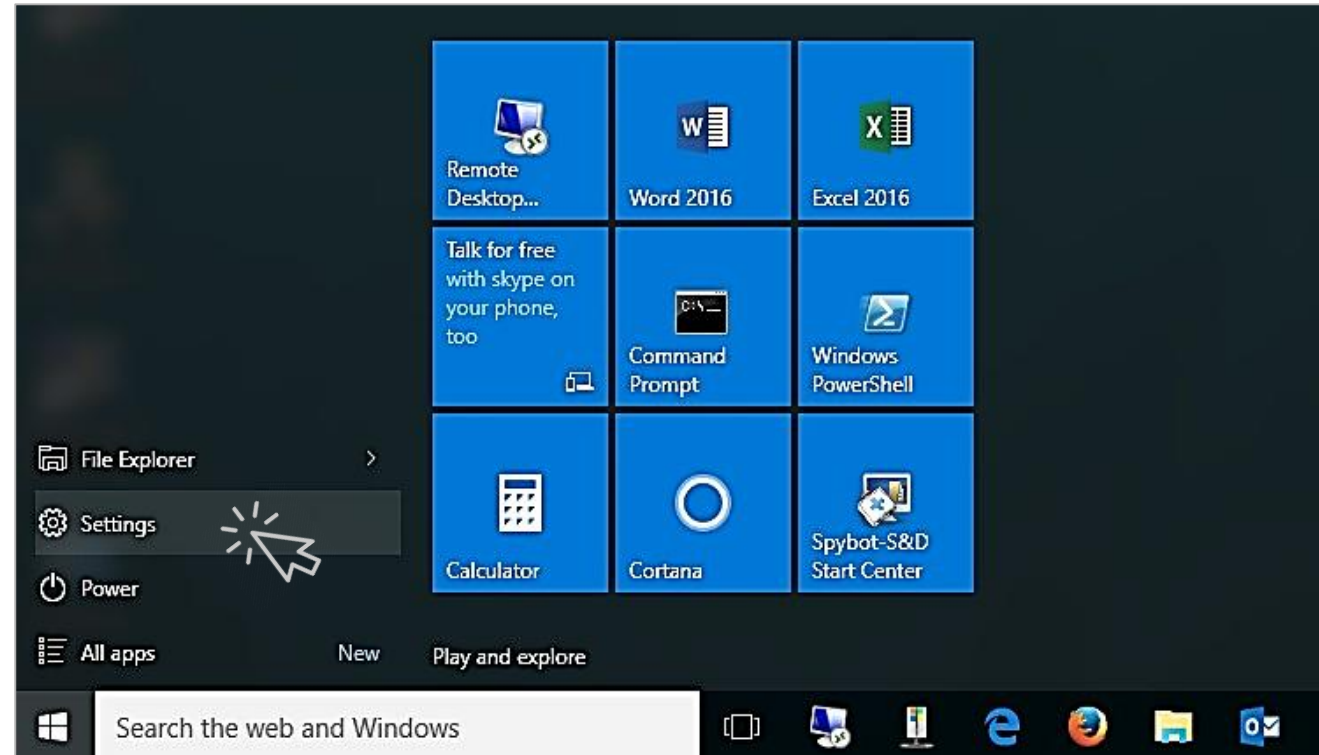 Remote
Desktop...
Word 2016
Excel 2016
Talk for free
with skype on
your phone,
too
Command
Prompt
Windows
PowerShell
File Explorer
Settings
Power
All apps
New
Calculator
Cortana
Spybot-S&D
Start Center
Play and explore
Search the web and Windows